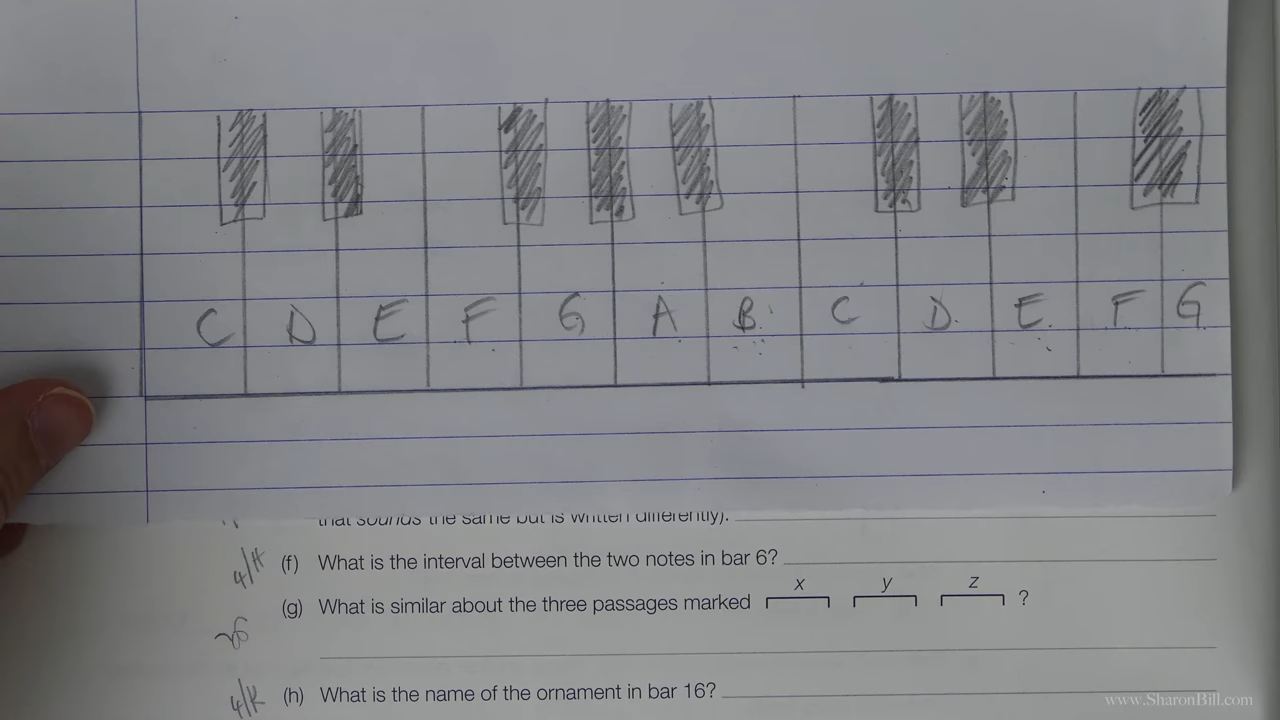 C D E F G A B C D E F G
that sounds the same but is written differently).
4/H (f) What is the interval between the two notes in bar 6?
x y z
(g) What is similar about the three passages marked ?
4/K (h) What is the name of the ornament in bar 16?
www.SharonBill.com